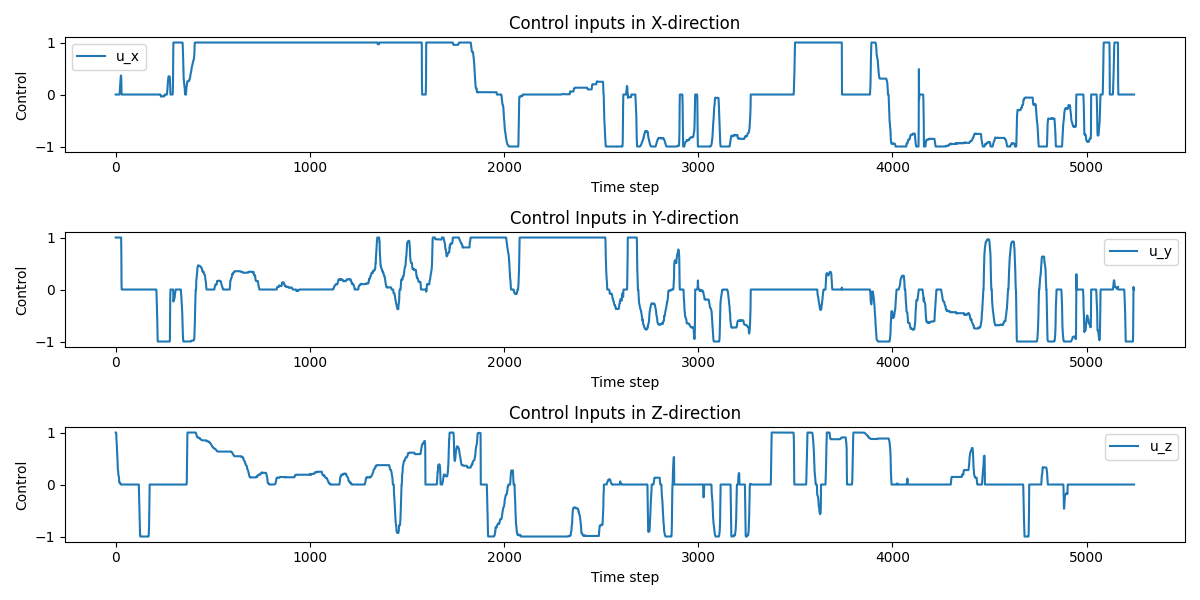 Control inputs in X-direction
1
0
−1
Control
u_x
0 1000 2000 3000 4000 5000
Time step
Control Inputs in Y-direction
1
0
−1
Control
u_y
0 1000 2000 3000 4000 5000
Time step
Control Inputs in Z-direction
1
0
−1
Control
u_z
0 1000 2000 3000 4000 5000
Time step